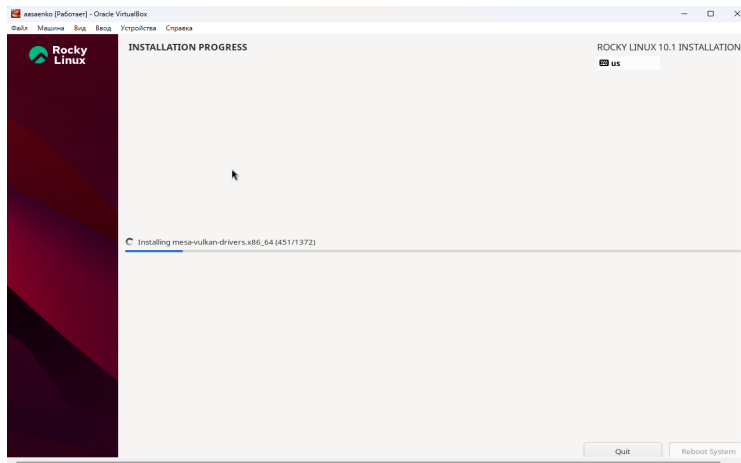 aasaenko [Работает] - Oracle VirtualBox
Файл Машина Вид Ввод Устройства Справка
Rocky
Linux
INSTALLATION PROGRESS
ROCKY LINUX 10.1 INSTALLATION
us
Installing mesa-vulkan-drivers.x86_64 (451/1372)
Quit
Reboot System